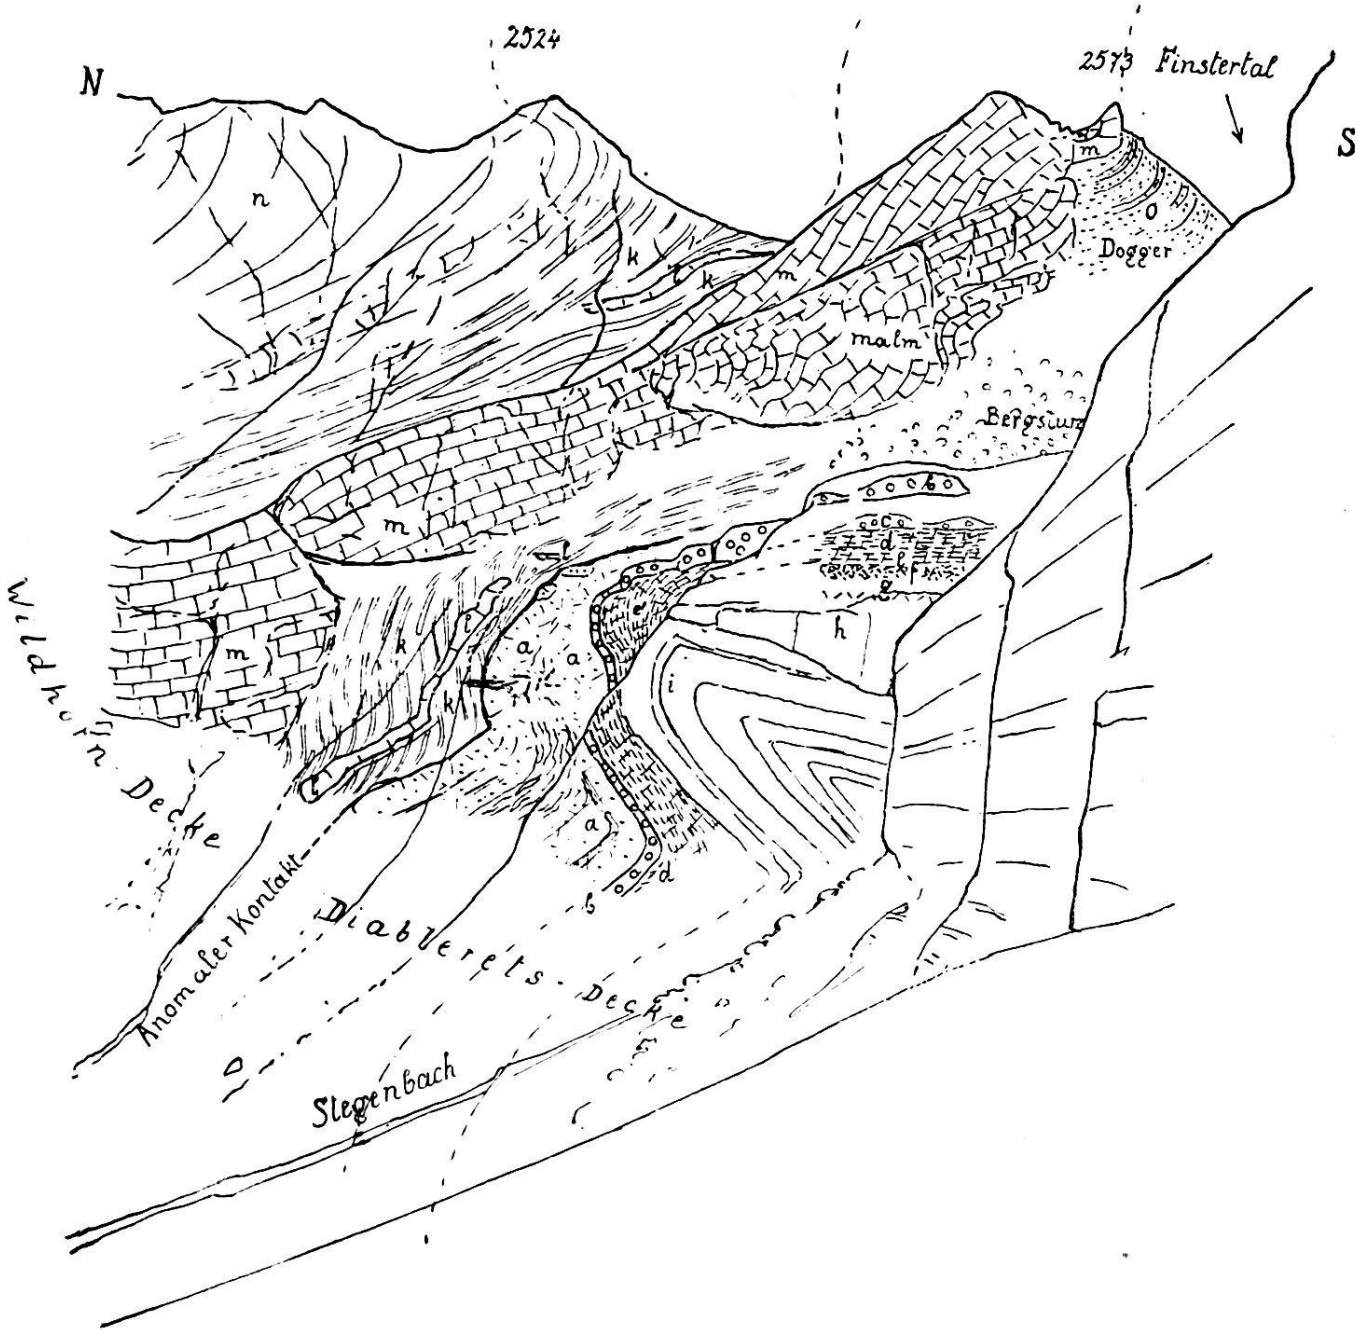 2524
2573 Finstertal
N
S
n
m
o
k
l
k
m
Dogger
malm
Bergsturz
b
m
c
d
f
g
l
e
h
m
k
l
a
a
k
i
Wildhorn-Decke
a
d
b
Anomaler Kontakt
Diablerets-Decke
Stegenbach